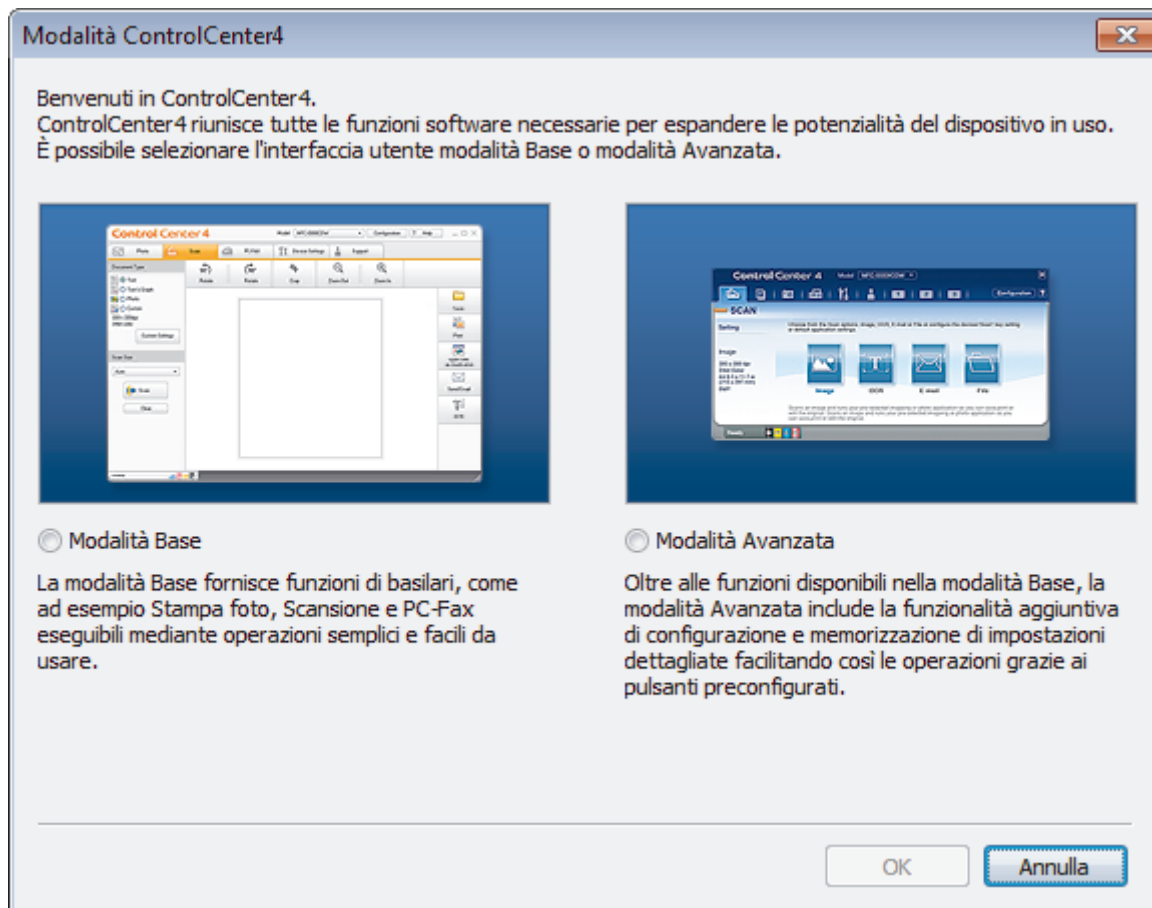 Modalità ControlCenter4
Benvenuti in ControlCenter4.
ControlCenter4 riunisce tutte le funzioni software necessarie per espandere le potenzialità del dispositivo in uso.
È possibile selezionare l'interfaccia utente modalità Base o modalità Avanzata.
Control Center 4
Control Center 4
SCAN
Setting
Image
Image
OCR
E-mail
File
Modalità Base
La modalità Base fornisce funzioni di basilari, come
ad esempio Stampa foto, Scansione e PC-Fax
eseguibili mediante operazioni semplici e facili da
usare.
Modalità Avanzata
Oltre alle funzioni disponibili nella modalità Base, la
modalità Avanzata include la funzionalità aggiuntiva
di configurazione e memorizzazione di impostazioni
dettagliate facilitando così le operazioni grazie ai
pulsanti preconfigurati.
OK
Annulla